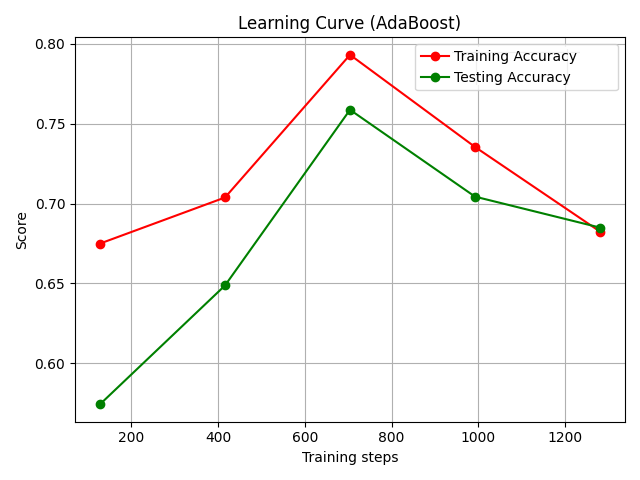 Learning Curve (AdaBoost)
Training Accuracy
Testing Accuracy
Score
0.80
0.75
0.70
0.65
0.60
200 400 600 800 1000 1200
Training steps